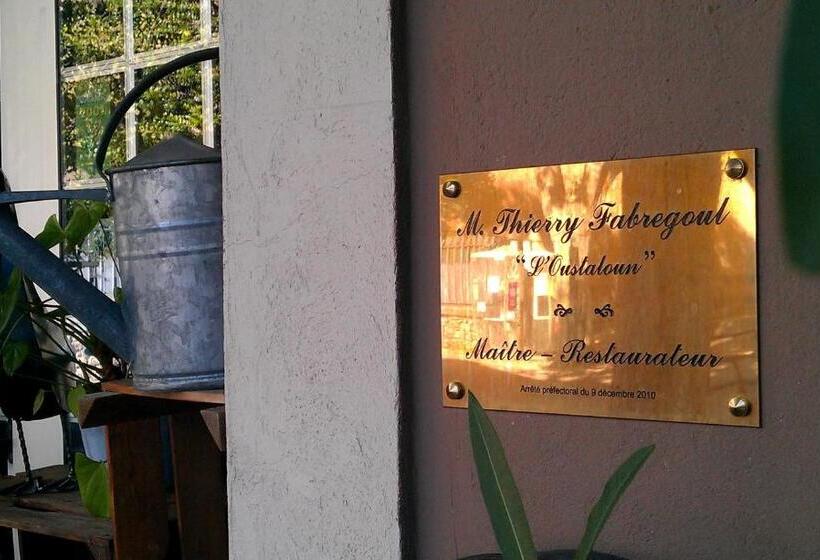 M. Thierry Fabregoul
“L'Oustaloun”
Maître – Restaurateur
Arrêté préfectoral du 9 décembre 2010